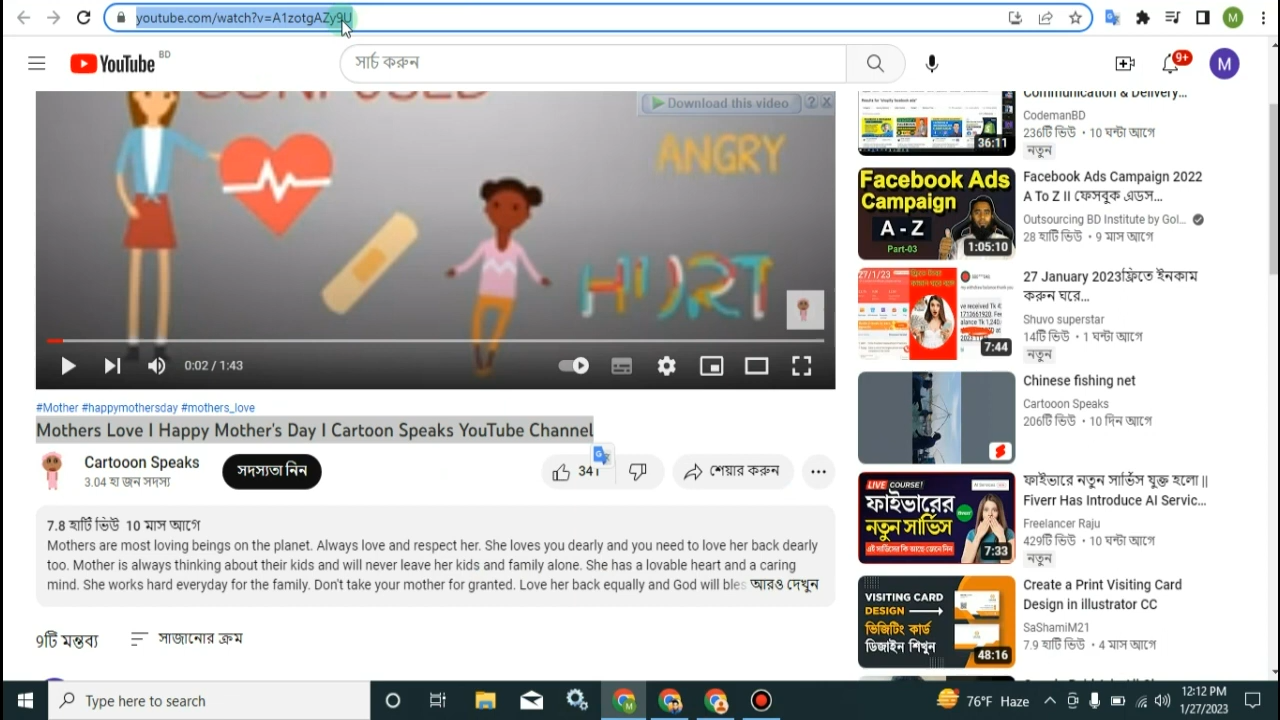 youtube.com/watch?v=A1zotgAZy9U
M
YouTube BD
সার্চ করুন
9+
M
Download this video ?
ANGRY
HURT
0:02 / 1:43
#Mother #happymothersday #mothers_love
Mothers Love I Happy Mother's Day I Cartoon Speaks YouTube Channel
Cartooon Speaks
3.04 হা জন সদস্য
সদস্যতা নিন
341
শেয়ার করুন
7.8 হাটি ভিউ 10 মাস আগে
Mothers are most loving beings in the planet. Always love and respect her. She loves you dearly and you need to love her back dearly
too. Mother is always thinking about their kids and will never leave her kids and family alone. She has a lovable heart and a caring
mind. She works hard everyday for the family. Don't take your mother for granted. Love her back equally and God will bles আরও দেখুন
9টি মন্তব্য
সাজানোর ক্রম
36:11
Communication & Delivery...
CodemanBD
236টি ভিউ • 10 ঘন্টা আগে
নতুন
Facebook Ads
Campaign
A - Z
Part-03
1:05:10
Facebook Ads Campaign 2022
A To Z II ফেসবুক এডস...
Outsourcing BD Institute by Gol...
28 হাটি ভিউ • 9 মাস আগে
27/1/23
7:44
27 January 2023ফ্রিতে ইনকাম
করুন ঘরে...
Shuvo superstar
14টি ভিউ • 1 ঘন্টা আগে
নতুন
Chinese fishing net
Cartooon Speaks
206টি ভিউ • 10 দিন আগে
LIVE COURSE!
ফাইভারের
নতুন সার্ভিস
এই সার্ভিসের কি আছে জেনে নিন
7:33
ফাইভারে নতুন সার্ভিস যুক্ত হলো ||
Fiverr Has Introduce AI Servic...
Freelancer Raju
429টি ভিউ • 10 ঘন্টা আগে
নতুন
VISITING CARD
DESIGN
ভিজিটিং কার্ড
ডিজাইন শিখুন
48:16
Create a Print Visiting Card
Design in illustrator CC
SaShamiM21
7.9 হাটি ভিউ • 4 মাস আগে
Type here to search
76°F Haze
12:12 PM
1/27/2023